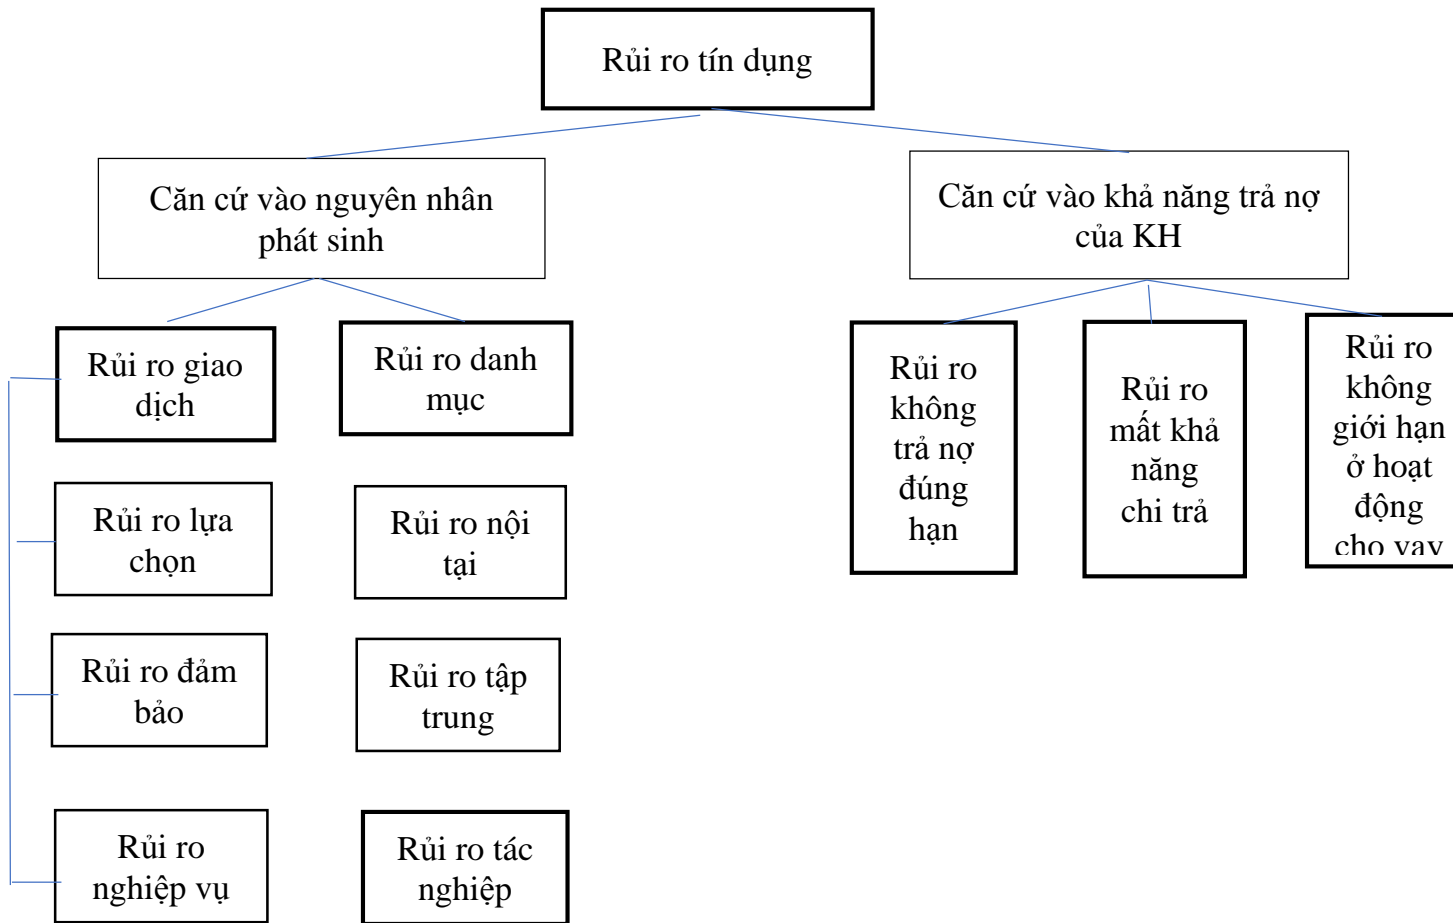 Rủi ro tín dụng
Căn cứ vào nguyên nhân
phát sinh
Căn cứ vào khả năng trả nợ
của KH
Rủi ro giao
dịch
Rủi ro danh
mục
Rủi ro
không
trả nợ
đúng
hạn
Rủi ro
mất khả
năng
chi trả
Rủi ro
không
giới hạn
ở hoạt
động
cho vay
Rủi ro lựa
chọn
Rủi ro nội
tại
Rủi ro đảm
bảo
Rủi ro tập
trung
Rủi ro
nghiệp vụ
Rủi ro tác
nghiệp